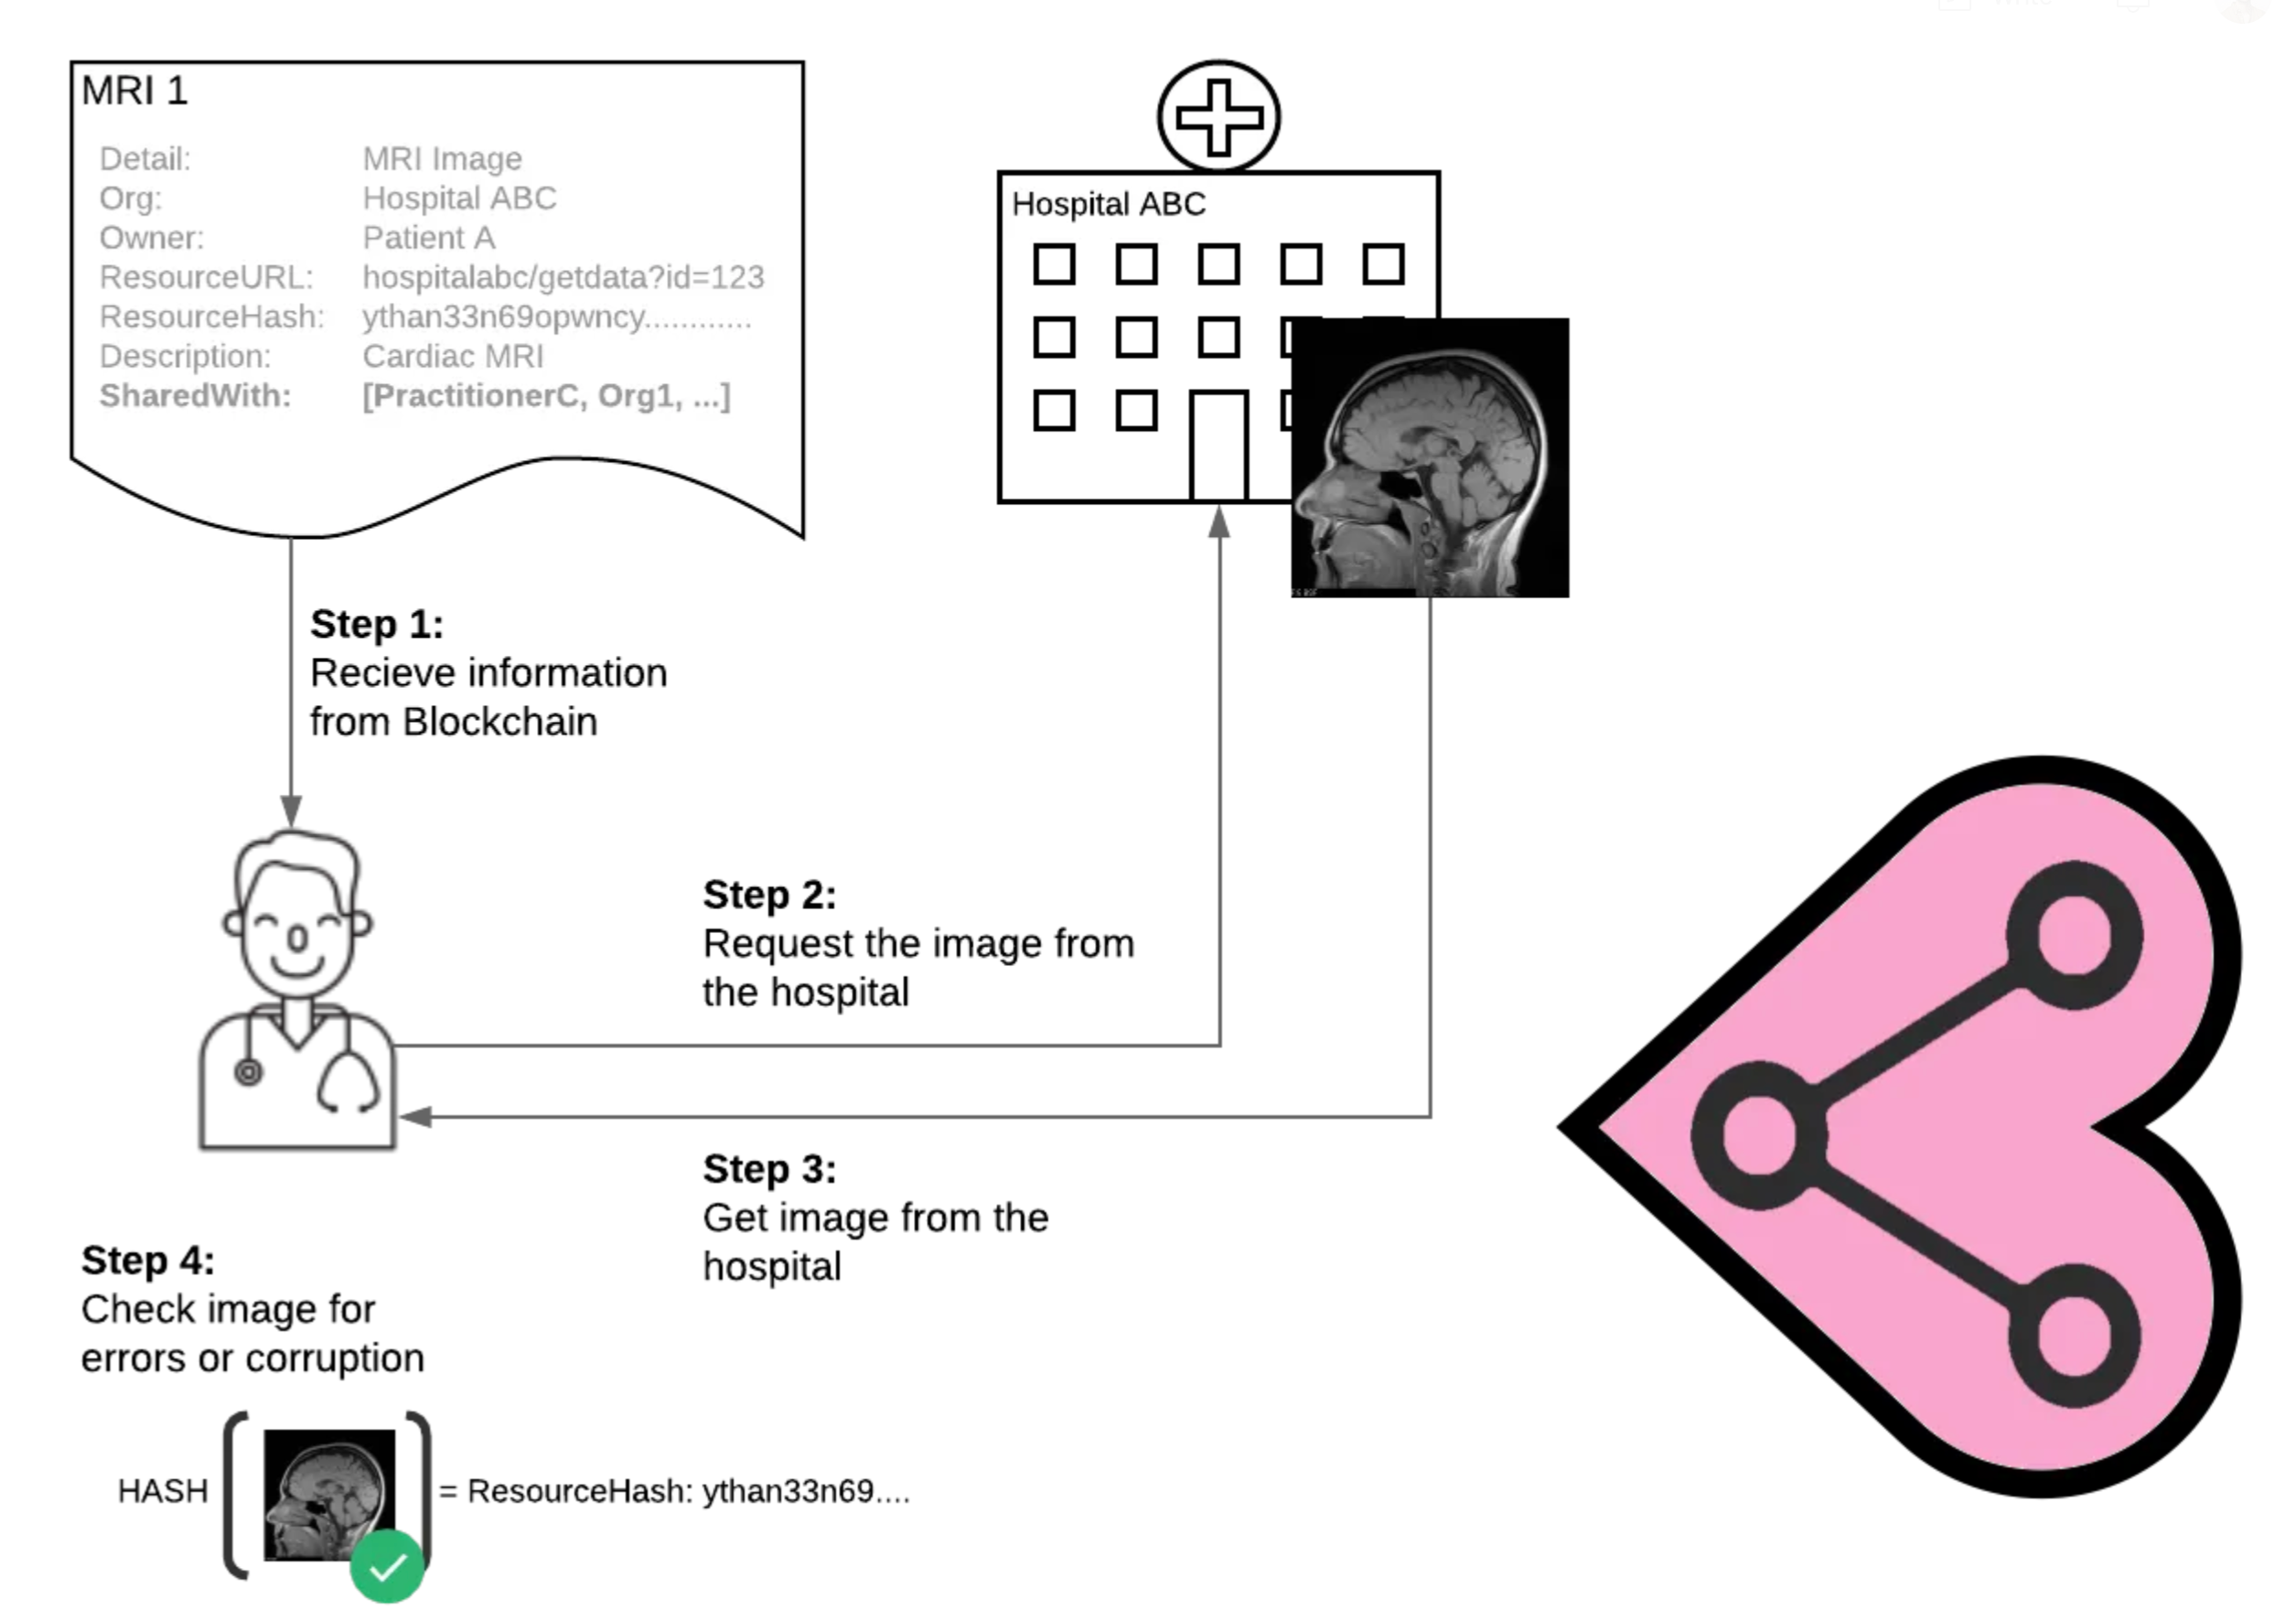 MRI 1
Detail: MRI Image
Org: Hospital ABC
Owner: Patient A
ResourceURL: hospitalabc/getdata?id=123
ResourceHash: ythan33n69opwncy............
Description: Cardiac MRI
SharedWith: [PractitionerC, Org1, ...]
Hospital ABC
Step 1:
Recieve information
from Blockchain
Step 2:
Request the image from
the hospital
Step 3:
Get image from the
hospital
Step 4:
Check image for
errors or corruption
HASH = ResourceHash: ythan33n69....